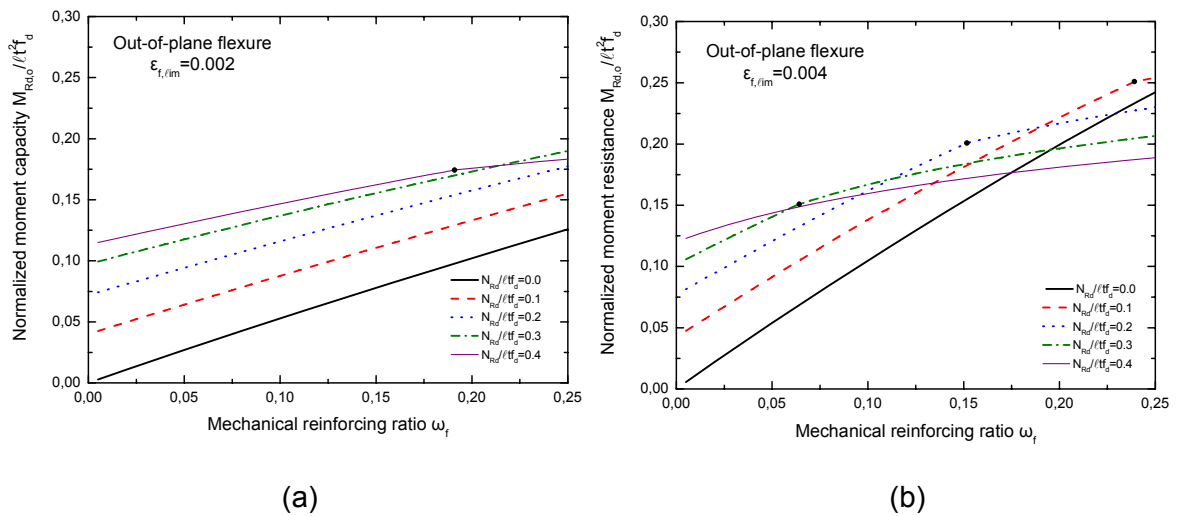 0,30
0,25
0,20
0,15
0,10
0,05
0,00
Normalized moment capacity M_Rd,o/ℓt²f_d
Out-of-plane flexure
ε_f,ℓim=0.002
N_Rd/ℓtf_d=0.0
N_Rd/ℓtf_d=0.1
N_Rd/ℓtf_d=0.2
N_Rd/ℓtf_d=0.3
N_Rd/ℓtf_d=0.4
0,00 0,05 0,10 0,15 0,20 0,25
Mechanical reinforcing ratio ω_f
(a)
0,30
0,25
0,20
0,15
0,10
0,05
0,00
Normalized moment resistance M_Rd,o/ℓt²f_d
Out-of-plane flexure
ε_f,ℓim=0.004
N_Rd/ℓtf_d=0.0
N_Rd/ℓtf_d=0.1
N_Rd/ℓtf_d=0.2
N_Rd/ℓtf_d=0.3
N_Rd/ℓtf_d=0.4
0,00 0,05 0,10 0,15 0,20 0,25
Mechanical reinforcing ratio ω_f
(b)